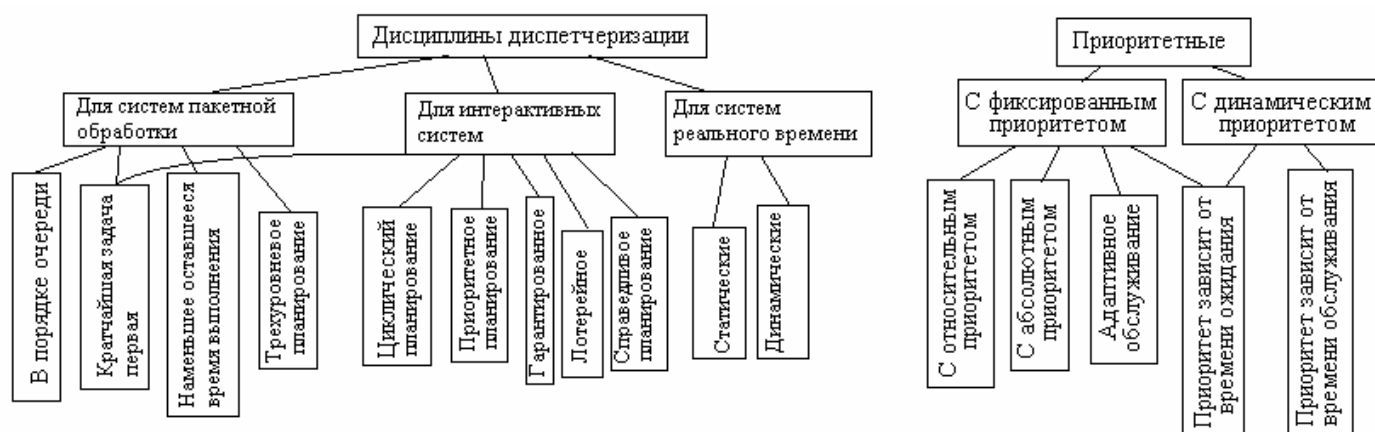 Дисциплины диспетчеризации
Для систем пакетной
обработки
Для интерактивных
систем
Для систем
реального времени
В порядке очереди
Кратчайшая задача
первая
Наменьшее оставшееся
время выполнения
Трехуровневое
планирование
Циклический
планирование
Приоритетное
планирование
Гарантированное
Лотерейное
Справедливое
планирование
Статические
Динамические
Приоритетные
С фиксированным
приоритетом
С динамическим
приоритетом
С относительным
приоритетом
С абсолютным
приоритетом
Адаптивное
обслуживание
Приоритет зависит от
времени ожидания
Приоритет зависит от
времени обслуживания